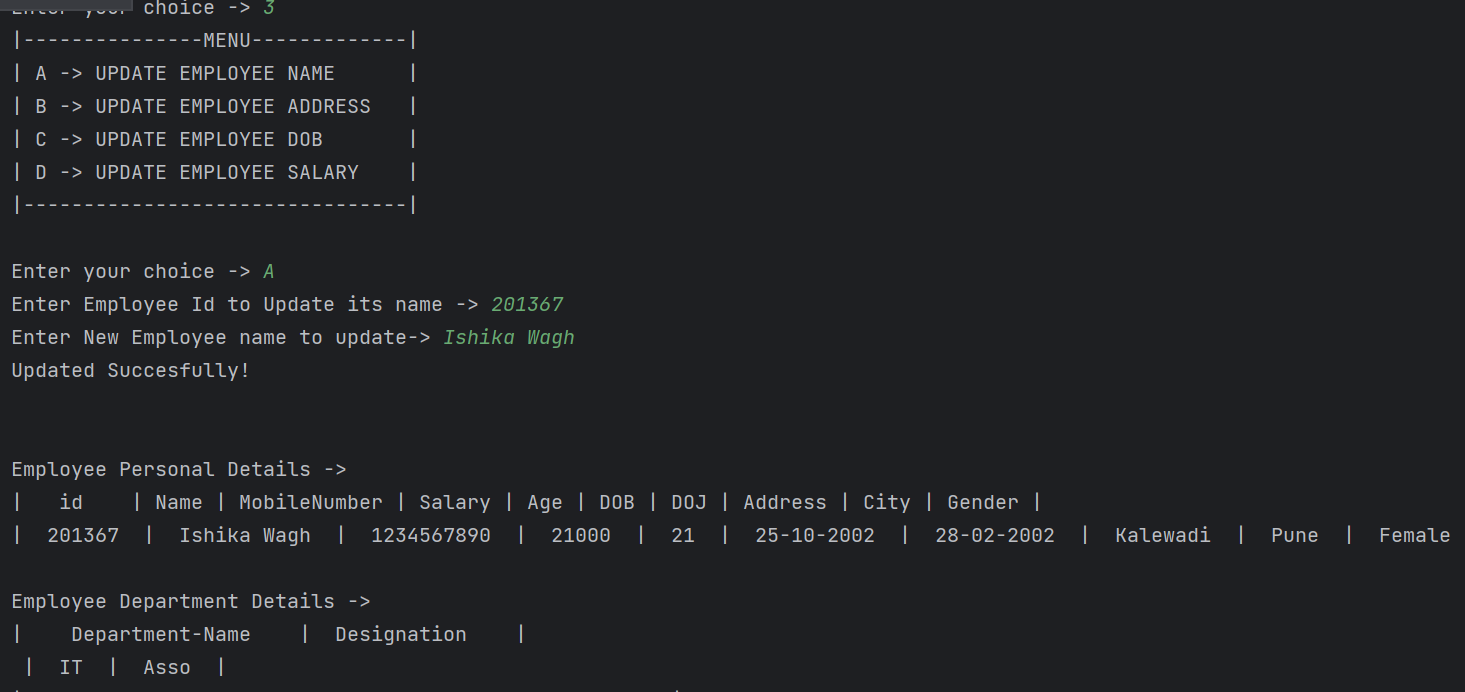 Enter your choice -> 3
|---------------MENU-------------|
| A -> UPDATE EMPLOYEE NAME      |
| B -> UPDATE EMPLOYEE ADDRESS   |
| C -> UPDATE EMPLOYEE DOB       |
| D -> UPDATE EMPLOYEE SALARY    |
|--------------------------------|
Enter your choice -> A
Enter Employee Id to Update its name -> 201367
Enter New Employee name to update-> Ishika Wagh
Updated Succesfully!
Employee Personal Details ->
|   id    | Name | MobileNumber | Salary | Age | DOB | DOJ | Address | City | Gender |
|  201367  |  Ishika Wagh  |  1234567890  |  21000  |  21  |  25-10-2002  |  28-02-2002  |  Kalewadi  |  Pune  |  Female
Employee Department Details ->
|    Department-Name    |  Designation    |
 |  IT  |  Asso  |